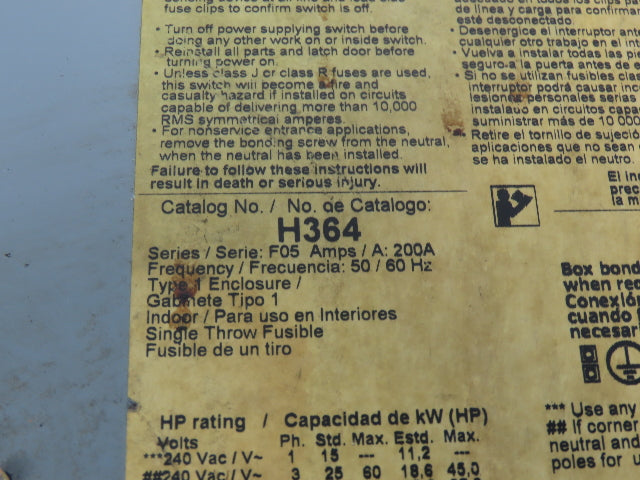 fuse clips to confirm switch is off.
• Turn off power supplying switch before
doing any other work on or inside switch.
• Reinstall all parts and latch door before
turning power on.
• Unless class J or class R fuses are used,
this switch will become a fire and
casualty hazard if installed on circuits
capable of delivering more than 10,000
RMS symmetrical amperes.
• For nonservice entrance applications,
remove the bonding screw from the neutral,
when the neutral has been installed.
Failure to follow these instructions will
result in death or serious injury.
de línea y carga para confirmar
esté desconectado.
• Desenergice el interruptor ante
cualquier otro trabajo en el in
• Vuelva a instalar todas las pie
seguro a la puerta antes de e
• Si no se utilizan fusibles clas
interruptor podrá causar inc
lesiones personales serias
instalado en circuitos capac
suministrar más de 10 000
Retire el tornillo de sujeció
aplicaciones que no sean
se ha instalado el neutro.
El in
prec
la m
Catalog No. / No. de Catalogo:
H364
Series / Serie: F05 Amps / A: 200A
Frequency / Frecuencia: 50 / 60 Hz
Type 1 Enclosure /
Gabinete Tipo 1
Indoor / Para uso en Interiores
Single Throw Fusible
Fusible de un tiro
Box bond
when req
Conexión
cuando
necesar
HP rating / Capacidad de kW (HP)
Volts Ph. Std. Max. Estd. Max.
***240 Vac / V~ 1 15 --- 11,2 ---
##240 Vac / V~ 3 25 60 18,6 45,0
*** Use any
## If corner
neutral and
poles for u